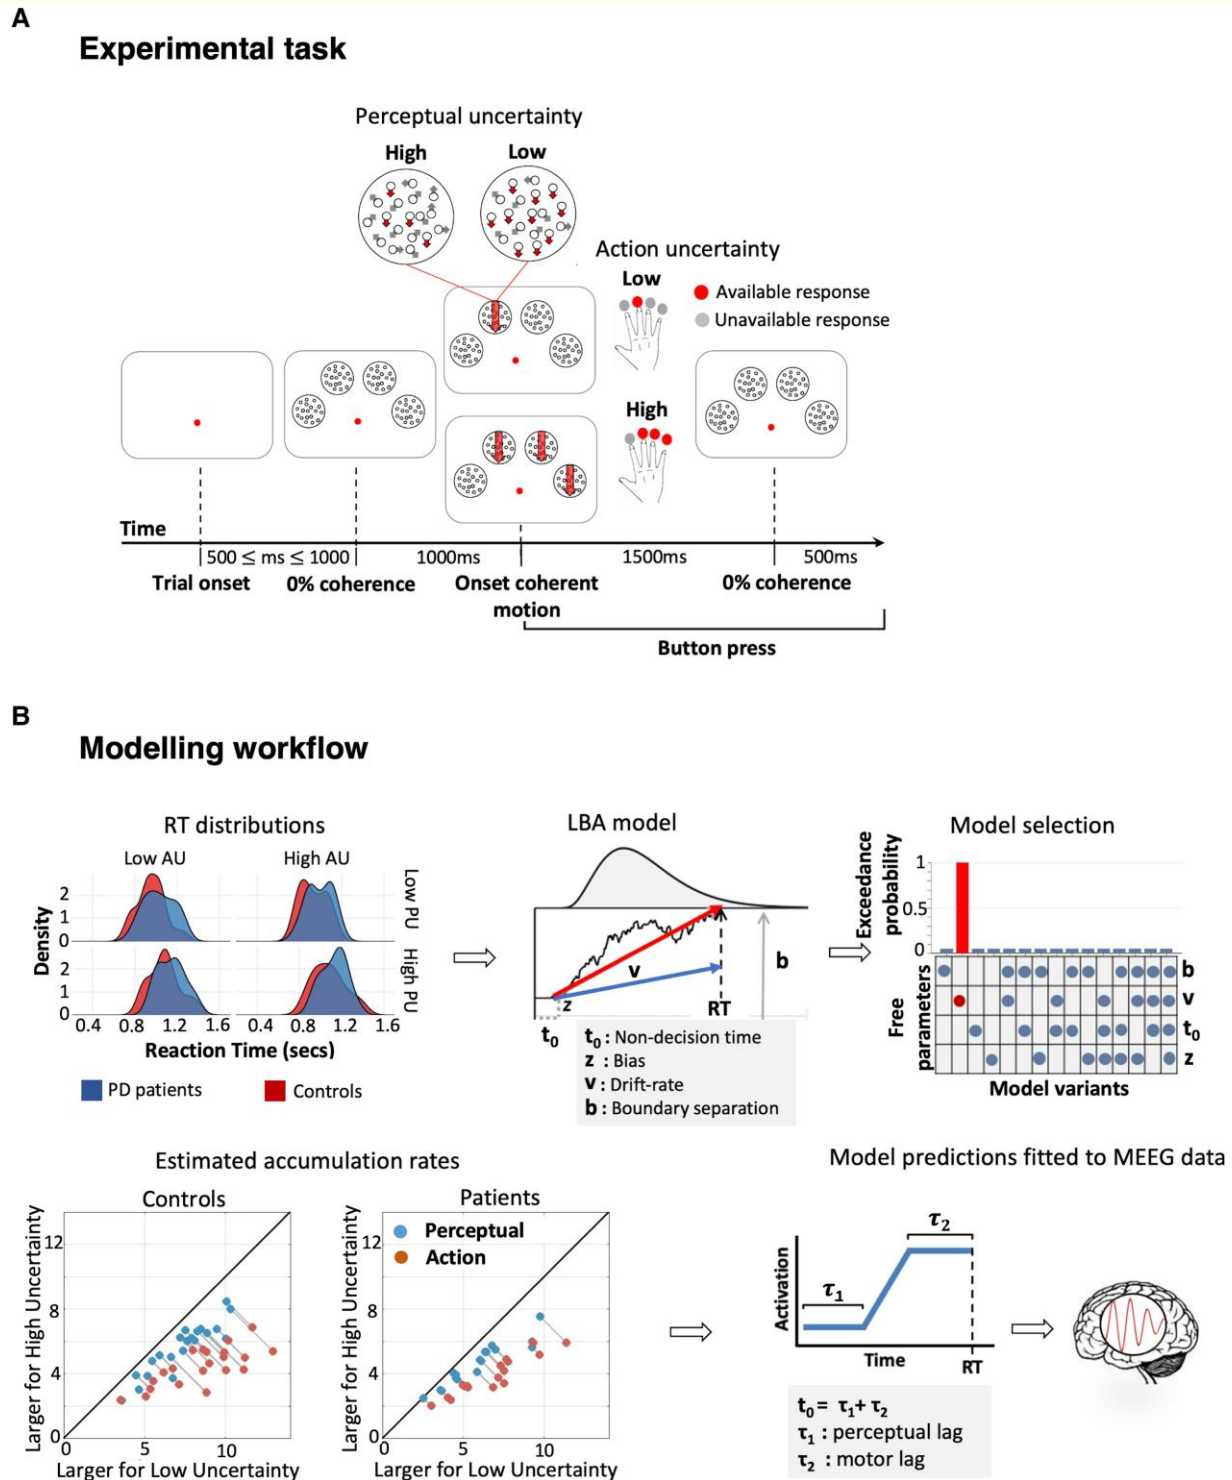 A
Experimental task
Perceptual uncertainty
High
Low
Action uncertainty
Low
Available response
Unavailable response
High
Time
500 ≤ ms ≤ 1000
1000ms
1500ms
500ms
Trial onset
0% coherence
Onset coherent
motion
0% coherence
Button press
B
Modelling workflow
RT distributions
Low AU
High AU
Low PU
High PU
Density
2
1
0
2
1
0
0.4 0.8 1.2 1.6 0.4 0.8 1.2 1.6
Reaction Time (secs)
PD patients
Controls
LBA model
v
b
z
RT
t0
t0 : Non-decision time
z : Bias
v : Drift-rate
b : Boundary separation
Model selection
Exceedance
probability
1
0.5
0
Free
parameters
b
v
t0
z
Model variants
Estimated accumulation rates
Controls
Larger for High Uncertainty
12
8
4
0
0 5 10
Larger for Low Uncertainty
Patients
Perceptual
Action
Larger for High Uncertainty
12
8
4
0
0 5 10
Larger for Low Uncertainty
Model predictions fitted to MEEG data
Activation
τ1
τ2
Time
RT
t0 = τ1+ τ2
τ1 : perceptual lag
τ2 : motor lag